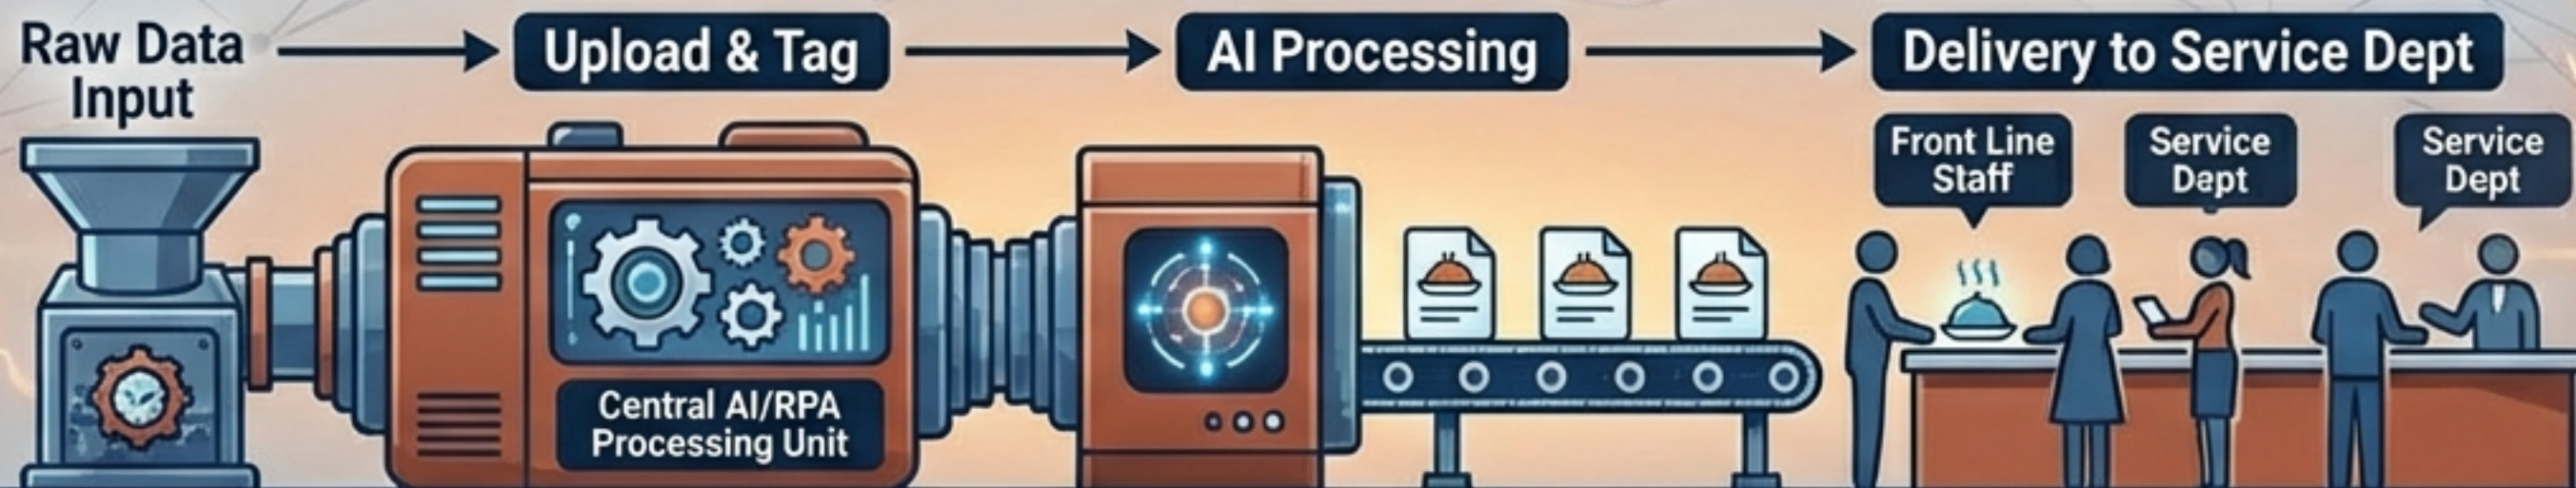 Raw Data
Input
Upload & Tag
AI Processing
Delivery to Service Dept
Front Line
Staff
Service
Dapt
Service
Dept
Central AI/RPA
Processing Unit